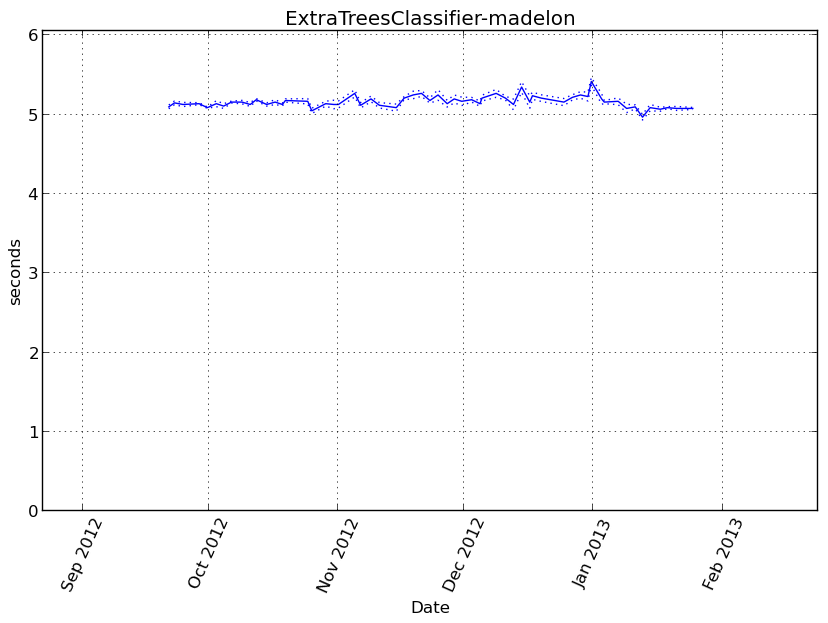 ExtraTreesClassifier-madelon
6
5
4
3
2
1
0
seconds
Sep 2012
Oct 2012
Nov 2012
Dec 2012
Jan 2013
Feb 2013
Date